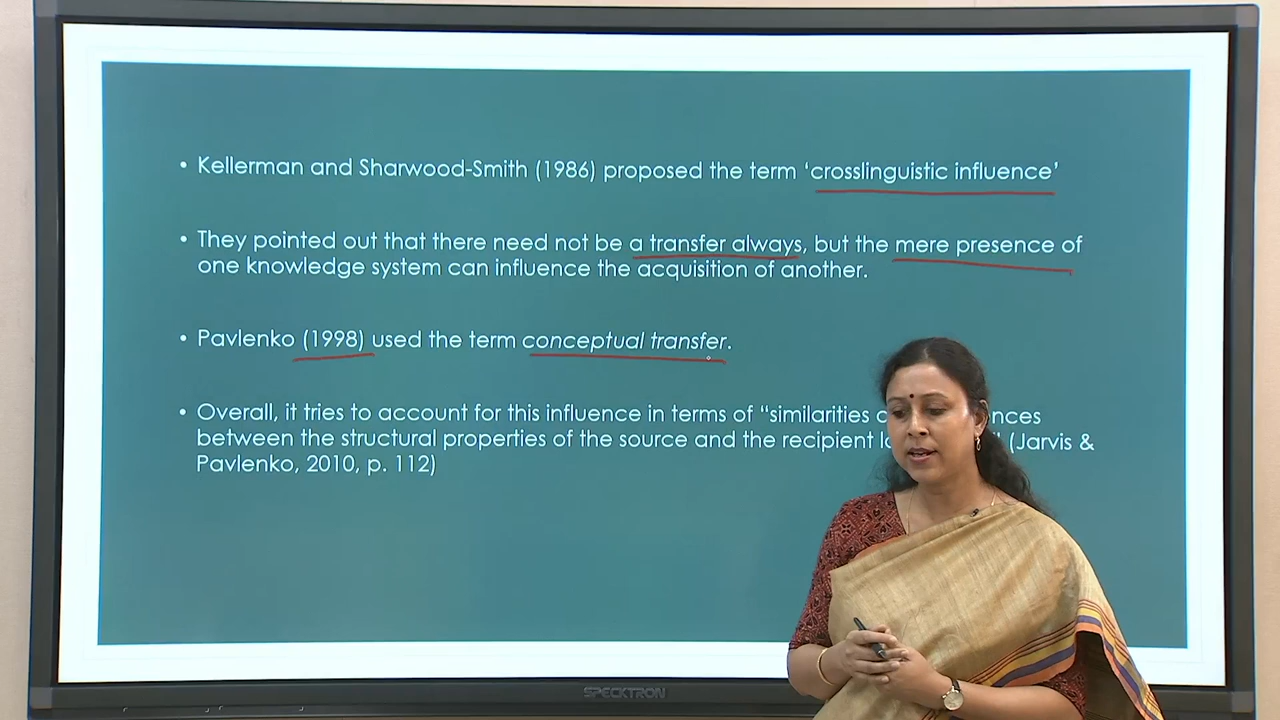 • Kellerman and Sharwood-Smith (1986) proposed the term ‘crosslinguistic influence’
• They pointed out that there need not be a transfer always, but the mere presence of
one knowledge system can influence the acquisition of another.
• Pavlenko (1998) used the term conceptual transfer.
• Overall, it tries to account for this influence in terms of “similarities
between the structural properties of the source and the recipient (Jarvis &
Pavlenko, 2010, p. 112)
SPECKTRON